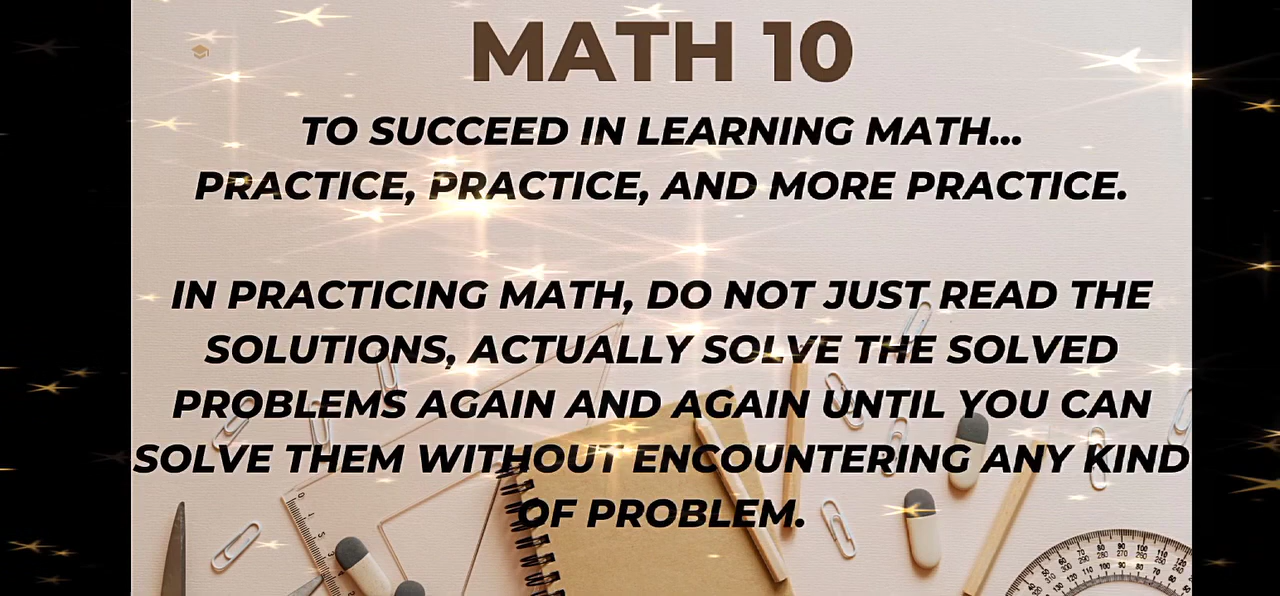 MATH 10
TO SUCCEED IN LEARNING MATH...
PRACTICE, PRACTICE, AND MORE PRACTICE.
IN PRACTICING MATH, DO NOT JUST READ THE
SOLUTIONS, ACTUALLY SOLVE THE SOLVED
PROBLEMS AGAIN AND AGAIN UNTIL YOU CAN
SOLVE THEM WITHOUT ENCOUNTERING ANY KIND
OF PROBLEM.